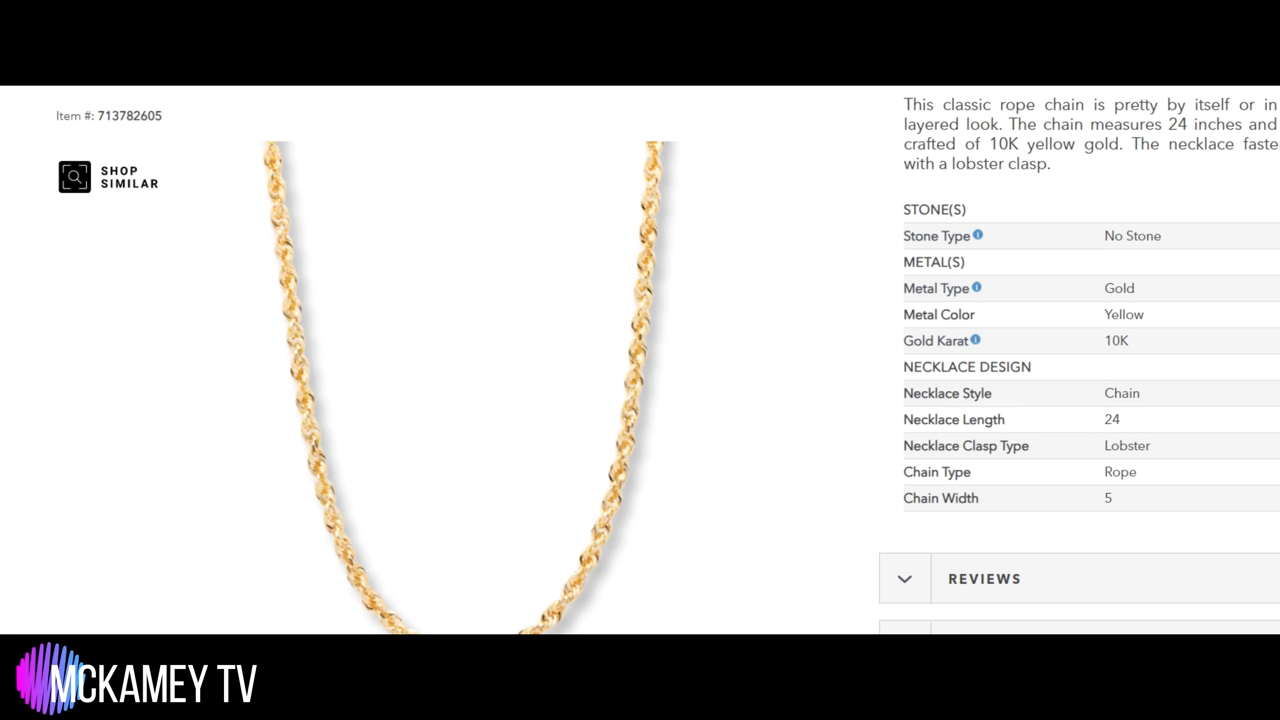 Item #: 713782605
SHOP
SIMILAR
This classic rope chain is pretty by itself or in
layered look. The chain measures 24 inches and
crafted of 10K yellow gold. The necklace faste
with a lobster clasp.
STONE(S)
Stone Type No Stone
METAL(S)
Metal Type Gold
Metal Color Yellow
Gold Karat 10K
NECKLACE DESIGN
Necklace Style Chain
Necklace Length 24
Necklace Clasp Type Lobster
Chain Type Rope
Chain Width 5
REVIEWS
MCKAMEY TV